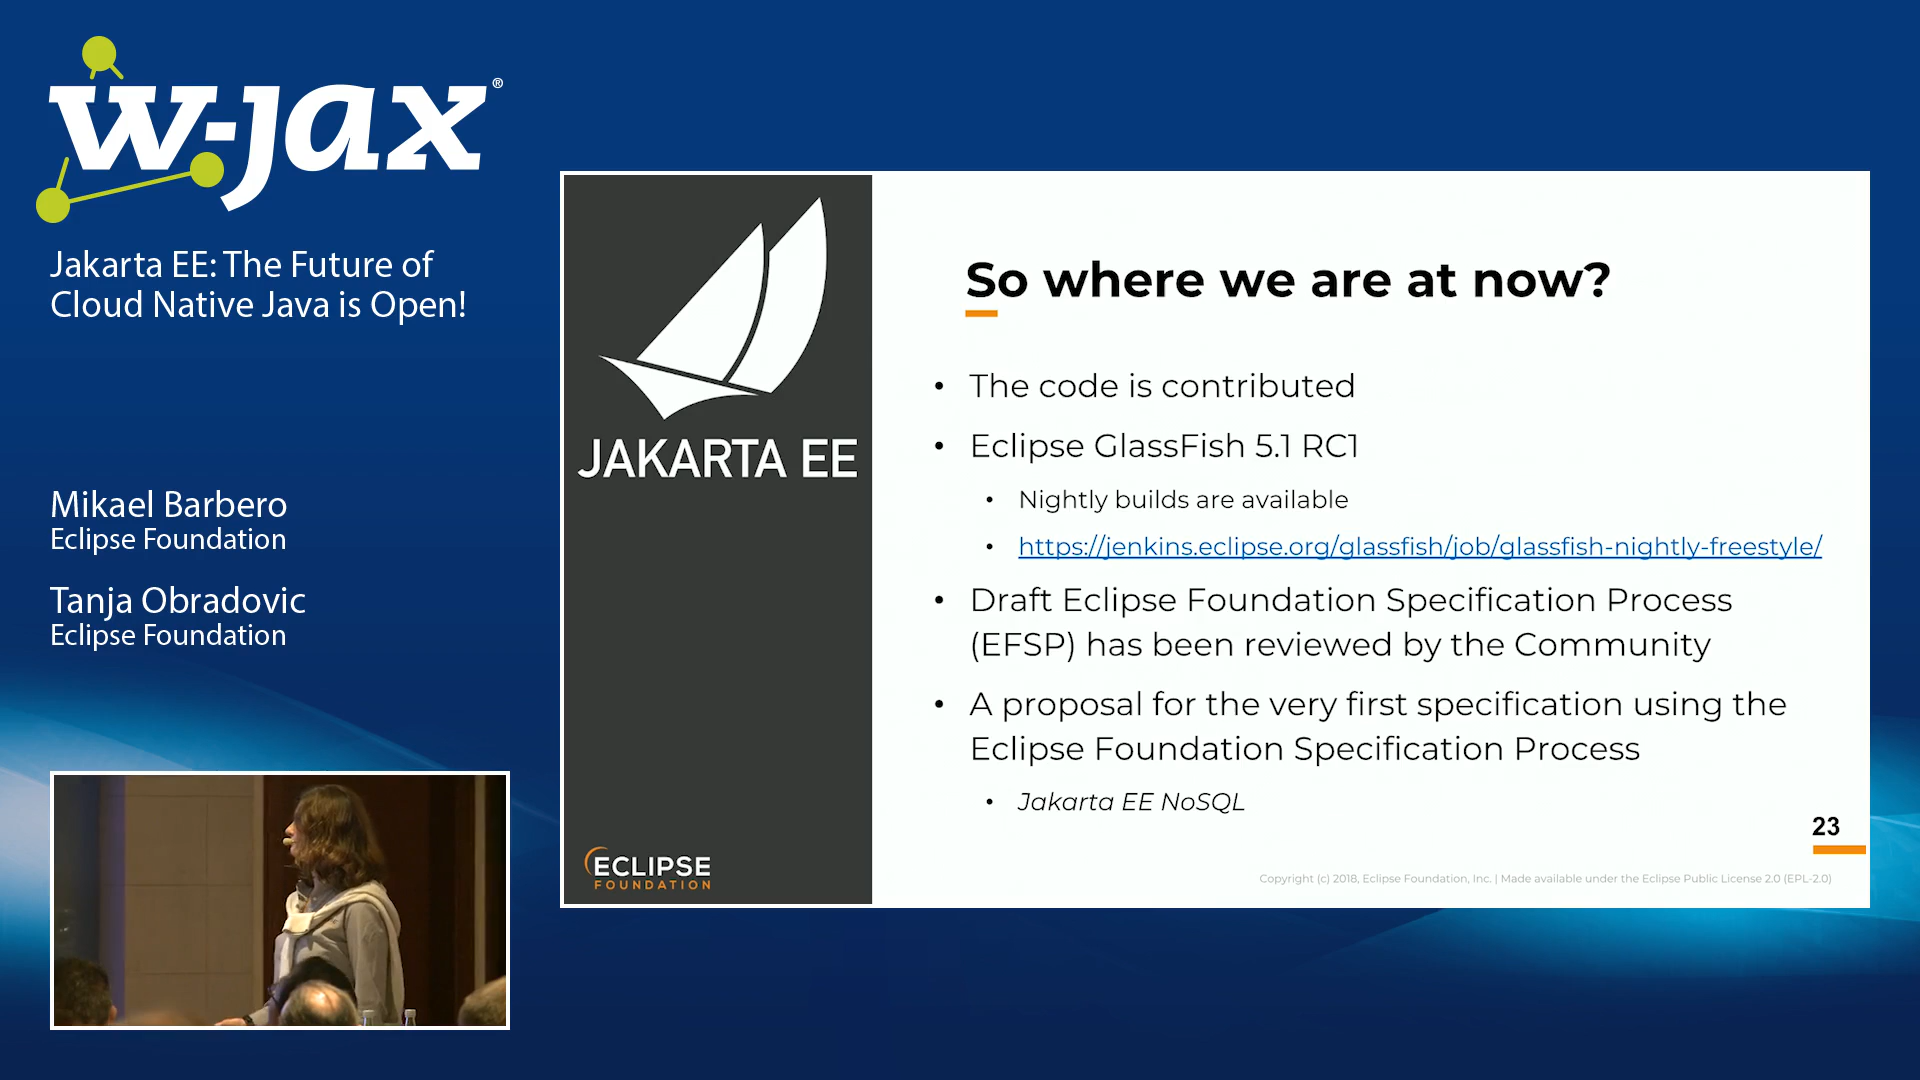 w-jax®
Jakarta EE: The Future of
Cloud Native Java is Open!
Mikael Barbero
Eclipse Foundation
Tanja Obradovic
Eclipse Foundation
JAKARTA EE
ECLIPSE
FOUNDATION
So where we are at now?
• The code is contributed
• Eclipse GlassFish 5.1 RC1
• Nightly builds are available
• https://jenkins.eclipse.org/glassfish/job/glassfish-nightly-freestyle/
• Draft Eclipse Foundation Specification Process
(EFSP) has been reviewed by the Community
• A proposal for the very first specification using the
Eclipse Foundation Specification Process
• Jakarta EE NoSQL
23
Copyright (c) 2018, Eclipse Foundation, Inc. | Made available under the Eclipse Public License 2.0 (EPL-2.0)